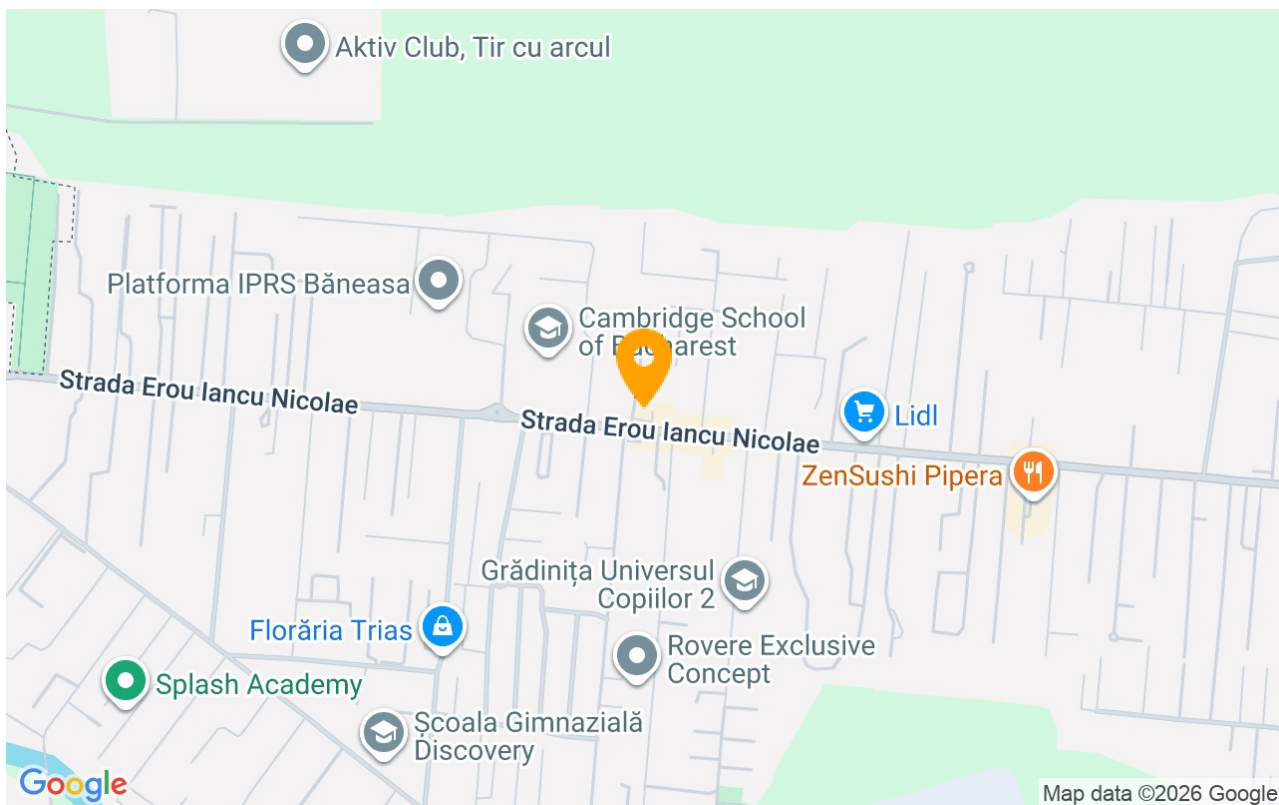 Aktiv Club, Tir cu arcul
Platforma IPRS Băneasa
Cambridge School
of Bucharest
Strada Erou Iancu Nicolae
Strada Erou Iancu Nicolae
Lidl
ZenSushi Pipera
Grădinița Universul
Copiilor 2
Florăria Trias
Rovere Exclusive
Concept
Splash Academy
Școala Gimnazială
Discovery
Google
Map data ©2026 Google